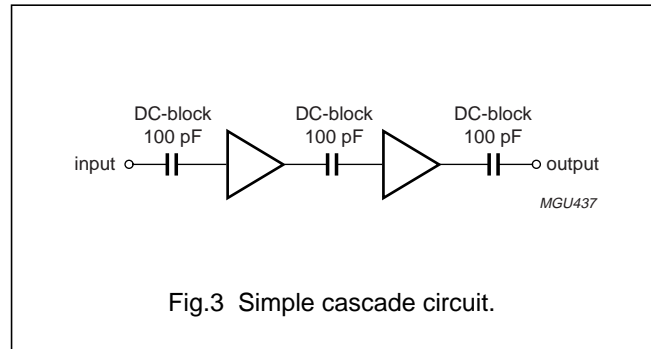 DC-block
100 pF
DC-block
100 pF
DC-block
100 pF
input
output
MGU437
Fig.3 Simple cascade circuit.